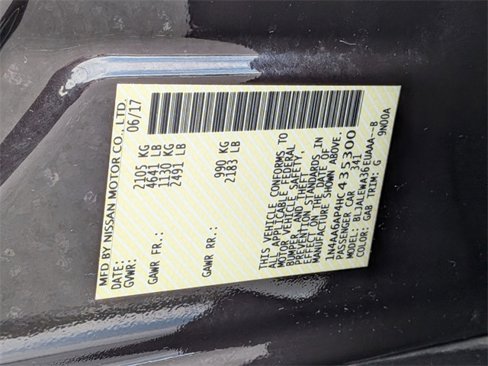 MFD BY NISSAN MOTOR CO., LTD.
DATE: 06/17
GVWR: 2105 KG
4641 LB
GAWR FR.: 1130 KG
2491 LB
GAWR RR.: 990 KG
2183 LB
THIS VEHICLE CONFORMS TO
ALL APPLICABLE FEDERAL
MOTOR VEHICLE SAFETY,
BUMPER, AND THEFT
PREVENTION STANDARDS IN
EFFECT ON THE DATE OF
MANUFACTURE SHOWN ABOVE.
1N4AA6AP4HC435300
PASSENGER CAR 341
MODEL: EUAAA--B
COLOR: GAB TRIM: G 9N00A